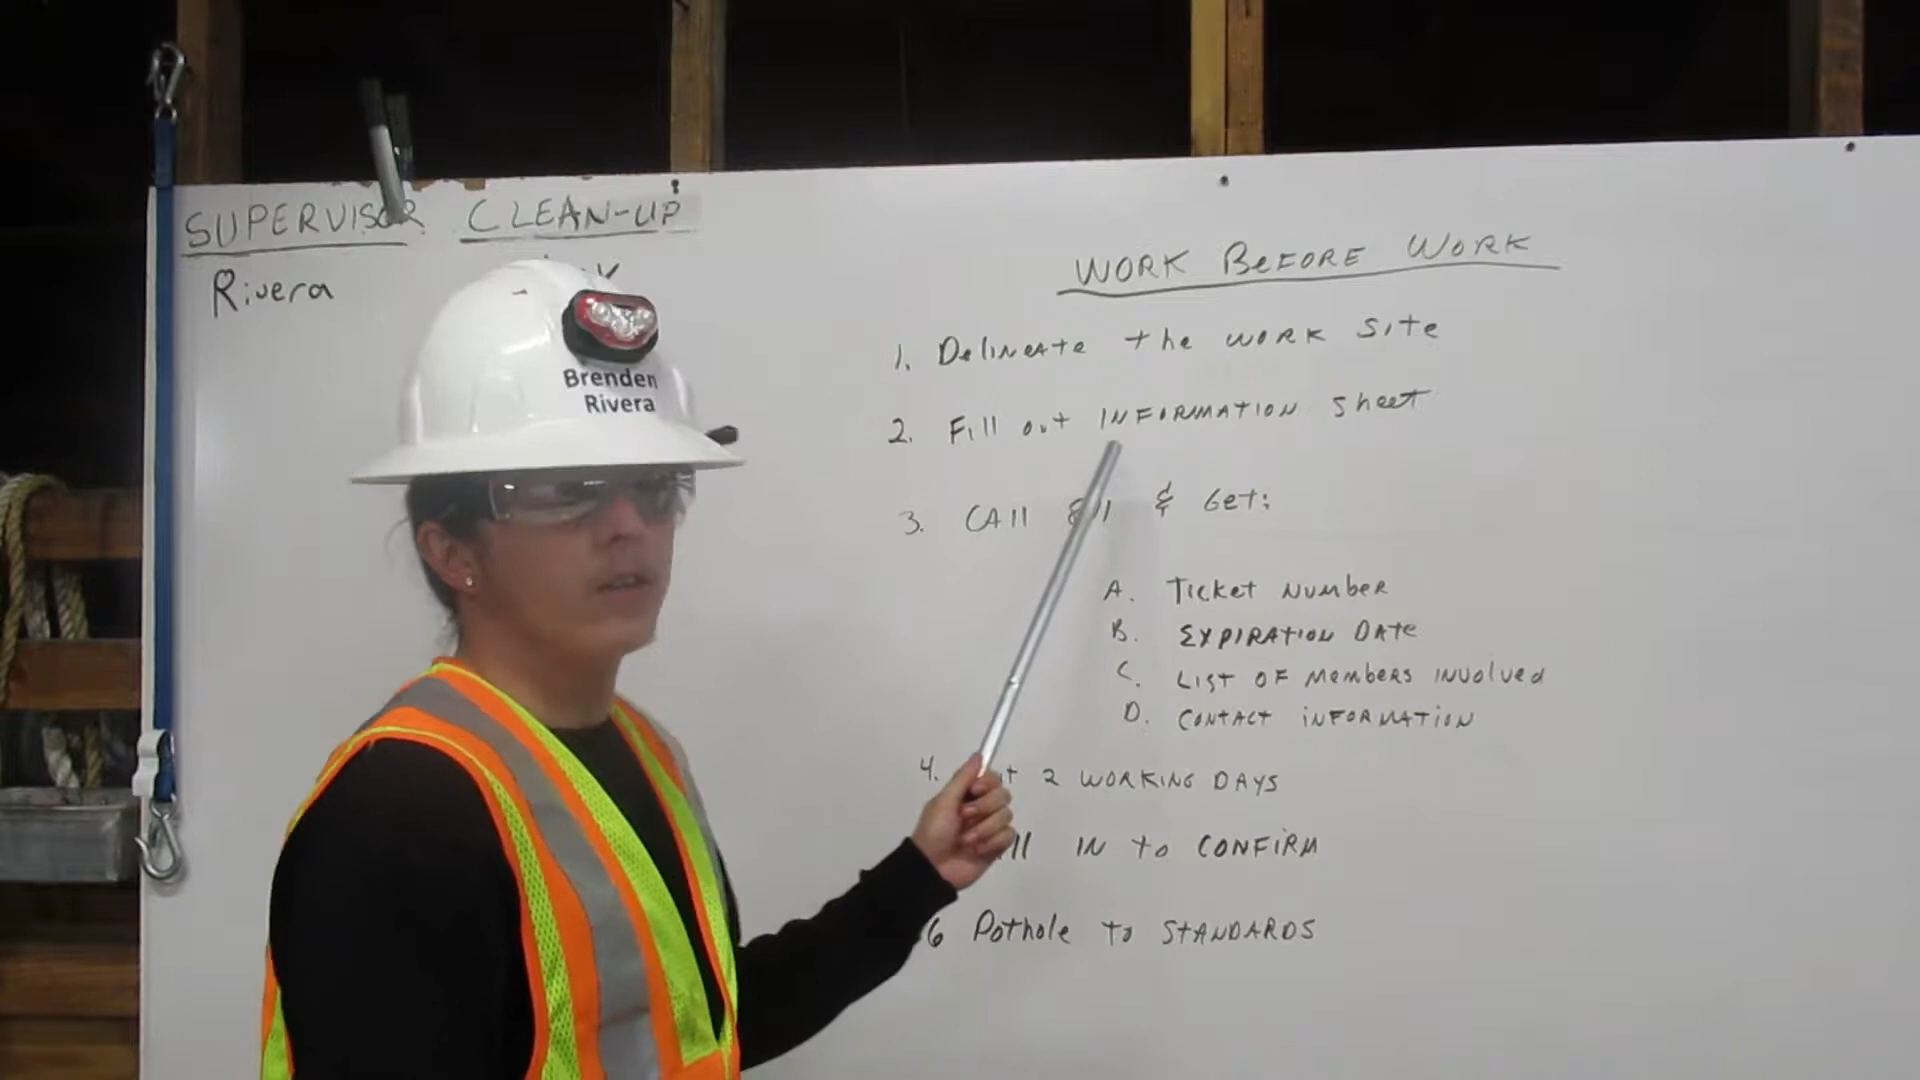 SUPERVISOR CLEAN-UP
Rivera
Brenden
Rivera
WORK BEFORE WORK
1. Delineate the work site
2. Fill out INFORMATION sheet
3. CAll 811 & Get:
A. Ticket Number
B. EXPIRATION DATE
C. List OF Members INVOLVED
D. CONTACT INFORMATION
4. 2 WORKING DAYS
IN to CONFIRM
6 Pothole to STANDARDS